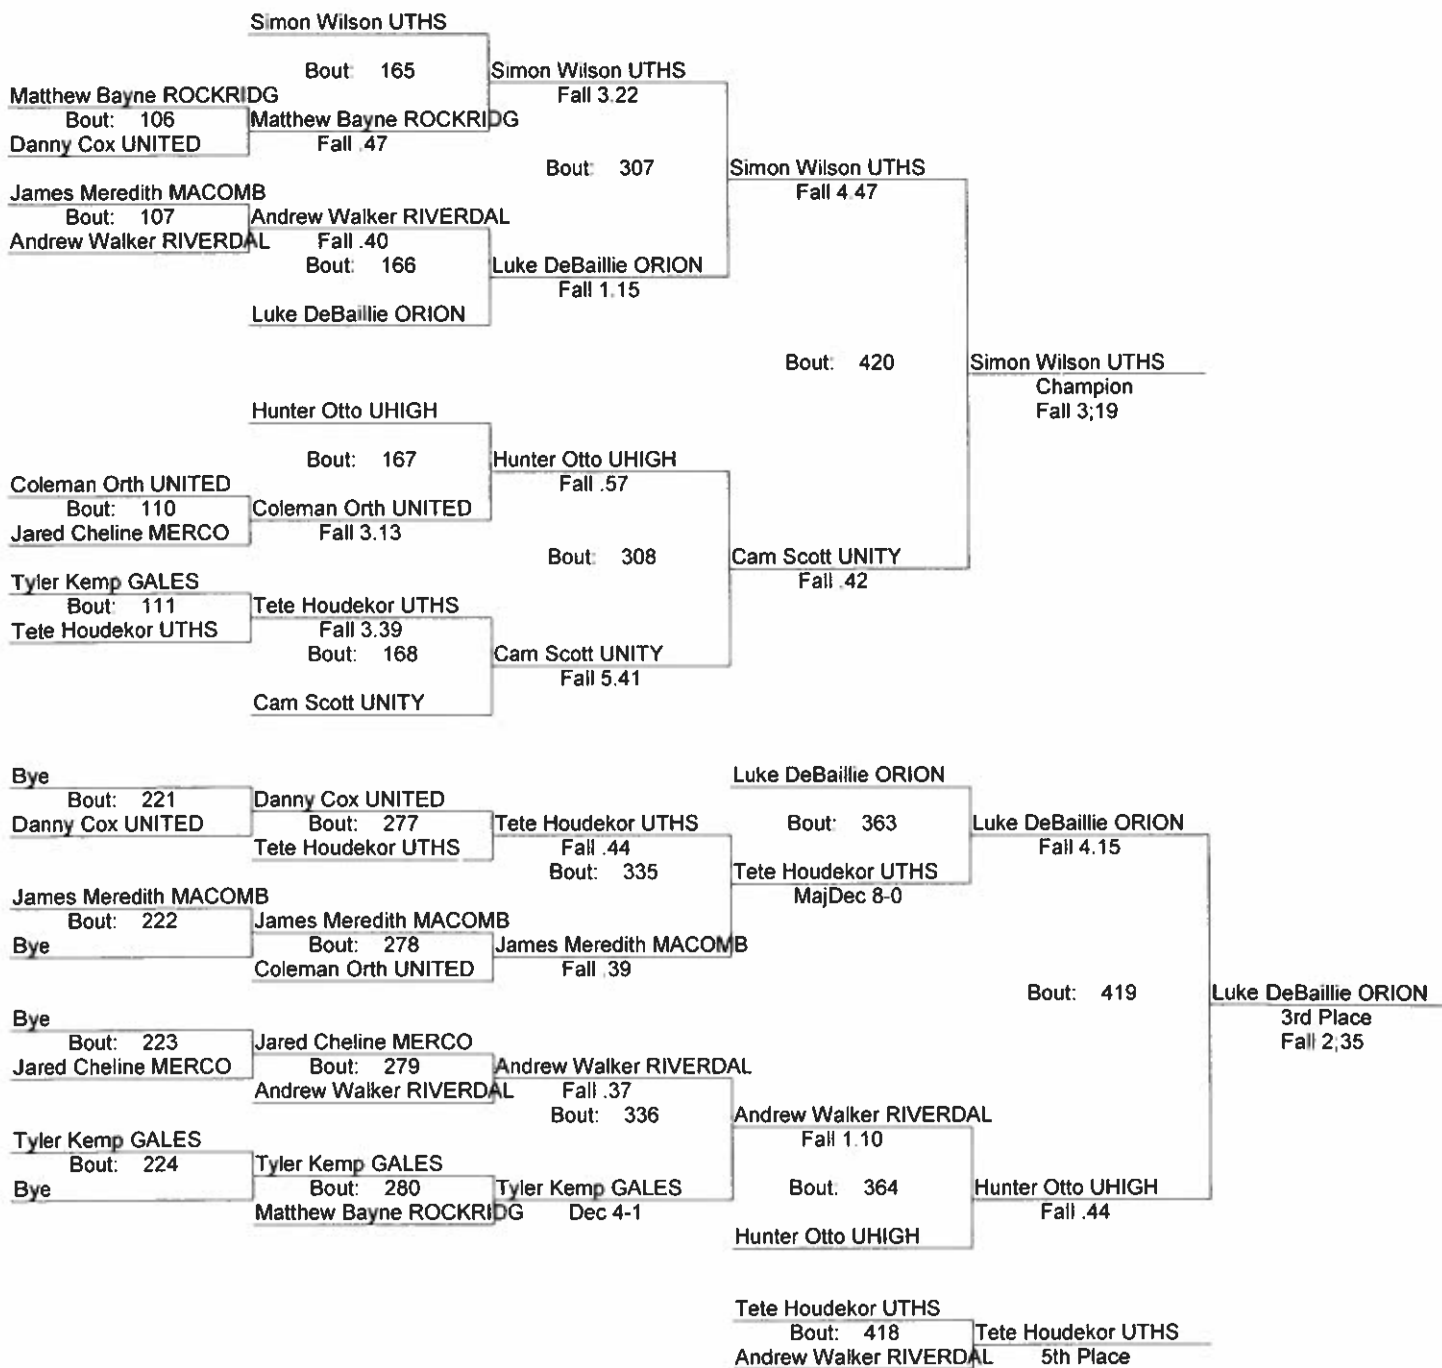 Simon Wilson UTHS
Bout: 165
Simon Wilson UTHS
Fall 3.22
Matthew Bayne ROCKRIDG
Bout: 106
Danny Cox UNITED
Matthew Bayne ROCKRIDG
Fall .47
Bout: 307
Simon Wilson UTHS
Fall 4.47
James Meredith MACOMB
Bout: 107
Andrew Walker RIVERDAL
Andrew Walker RIVERDAL
Fall .40
Bout: 166
Luke DeBaillie ORION
Fall 1.15
Luke DeBaillie ORION
Bout: 420
Simon Wilson UTHS
Champion
Fall 3;19
Hunter Otto UHIGH
Bout: 167
Hunter Otto UHIGH
Fall .57
Coleman Orth UNITED
Bout: 110
Jared Cheline MERCO
Coleman Orth UNITED
Fall 3.13
Bout: 308
Cam Scott UNITY
Fall .42
Tyler Kemp GALES
Bout: 111
Tete Houdekor UTHS
Tete Houdekor UTHS
Fall 3.39
Bout: 168
Cam Scott UNITY
Fall 5.41
Cam Scott UNITY
Bye
Bout: 221
Danny Cox UNITED
Danny Cox UNITED
Bout: 277
Tete Houdekor UTHS
Tete Houdekor UTHS
Fall .44
Bout: 335
Luke DeBaillie ORION
Bout: 363
Luke DeBaillie ORION
Fall 4.15
Tete Houdekor UTHS
MajDec 8-0
James Meredith MACOMB
Bout: 222
Bye
James Meredith MACOMB
Bout: 278
Coleman Orth UNITED
James Meredith MACOMB
Fall .39
Bout: 419
Luke DeBaillie ORION
3rd Place
Fall 2;35
Bye
Bout: 223
Jared Cheline MERCO
Jared Cheline MERCO
Bout: 279
Andrew Walker RIVERDAL
Andrew Walker RIVERDAL
Fall .37
Bout: 336
Andrew Walker RIVERDAL
Fall 1.10
Tyler Kemp GALES
Bout: 224
Bye
Tyler Kemp GALES
Bout: 280
Matthew Bayne ROCKRIDG
Tyler Kemp GALES
Dec 4-1
Bout: 364
Hunter Otto UHIGH
Fall .44
Hunter Otto UHIGH
Tete Houdekor UTHS
Bout: 418
Andrew Walker RIVERDAL
Tete Houdekor UTHS
5th Place